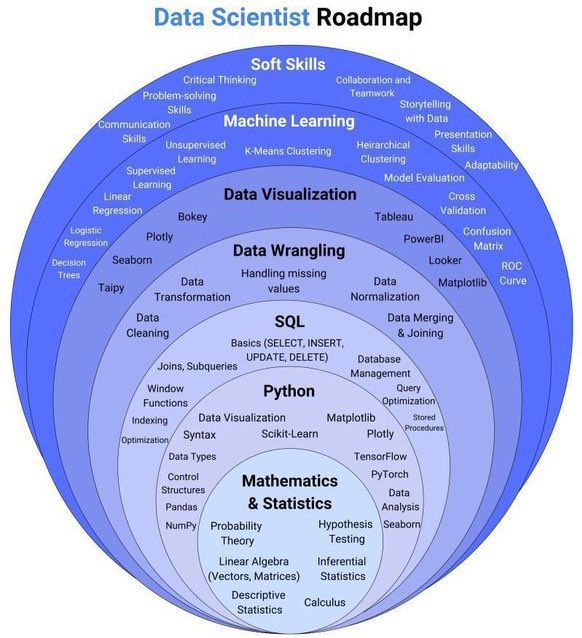 Data Scientist Roadmap
Soft Skills
Critical Thinking
Problem-solving
Skills
Communication
Skills
Collaboration and
Teamwork
Storytelling
with Data
Presentation
Skills
Adaptability
Machine Learning
Unsupervised
Learning
K-Means Clustering
Heirarchical
Clustering
Supervised
Learning
Model Evaluation
Linear
Regression
Cross
Validation
Logistic
Regression
Confusion
Matrix
Decision
Trees
ROC
Curve
Data Visualization
Bokey
Tableau
Plotly
PowerBI
Seaborn
Looker
Taipy
Matplotlib
Data Wrangling
Handling missing
values
Data
Transformation
Data
Normalization
Data
Cleaning
Data Merging
& Joining
SQL
Basics (SELECT, INSERT,
UPDATE, DELETE)
Joins, Subqueries
Database
Management
Window
Functions
Query
Optimization
Indexing
Stored
Procedures
Optimization
Python
Data Visualization
Matplotlib
Syntax
Scikit-Learn
Plotly
Data Types
TensorFlow
Control
Structures
PyTorch
Pandas
Data
Analysis
NumPy
Seaborn
Mathematics
& Statistics
Probability
Theory
Hypothesis
Testing
Linear Algebra
(Vectors, Matrices)
Inferential
Statistics
Descriptive
Statistics
Calculus